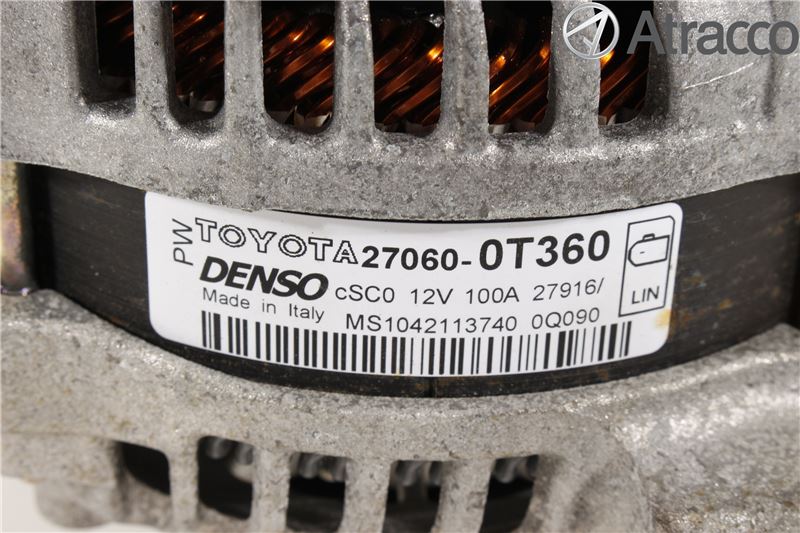 Atracco
PW TOYOTA 27060-0T360
DENSO cSC0 12V 100A 27916/
Made in Italy MS1042113740 0Q090
LIN